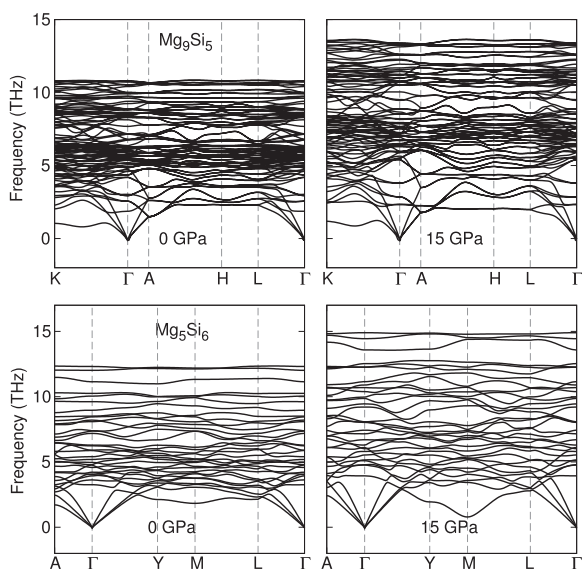 15
10
5
0
Frequency (THz)
Mg₉Si₅
0 GPa
15 GPa
K Γ A H L Γ
K Γ A H L Γ
15
10
5
0
Frequency (THz)
Mg₅Si₆
0 GPa
15 GPa
A Γ Y M L Γ
A Γ Y M L Γ